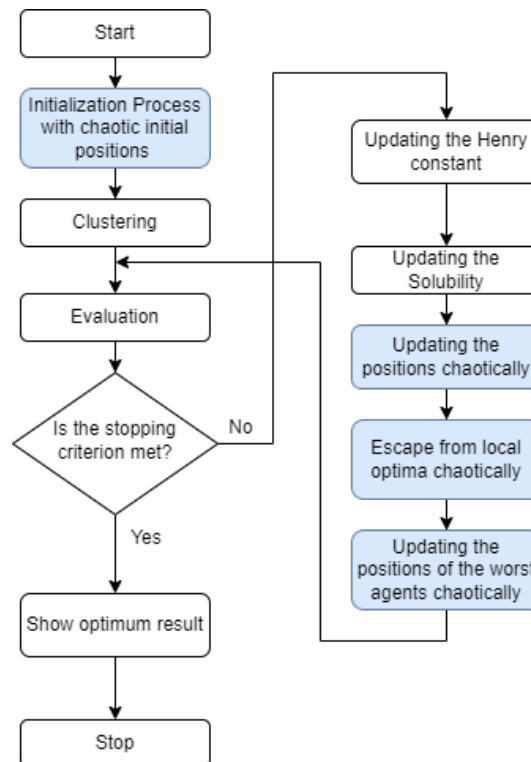 Start
Initialization Process
with chaotic initial
positions
Clustering
Evaluation
Is the stopping
criterion met?
No
Yes
Show optimum result
Stop
Updating the Henry
constant
Updating the
Solubility
Updating the
positions chaotically
Escape from local
optima chaotically
Updating the
positions of the worst
agents chaotically